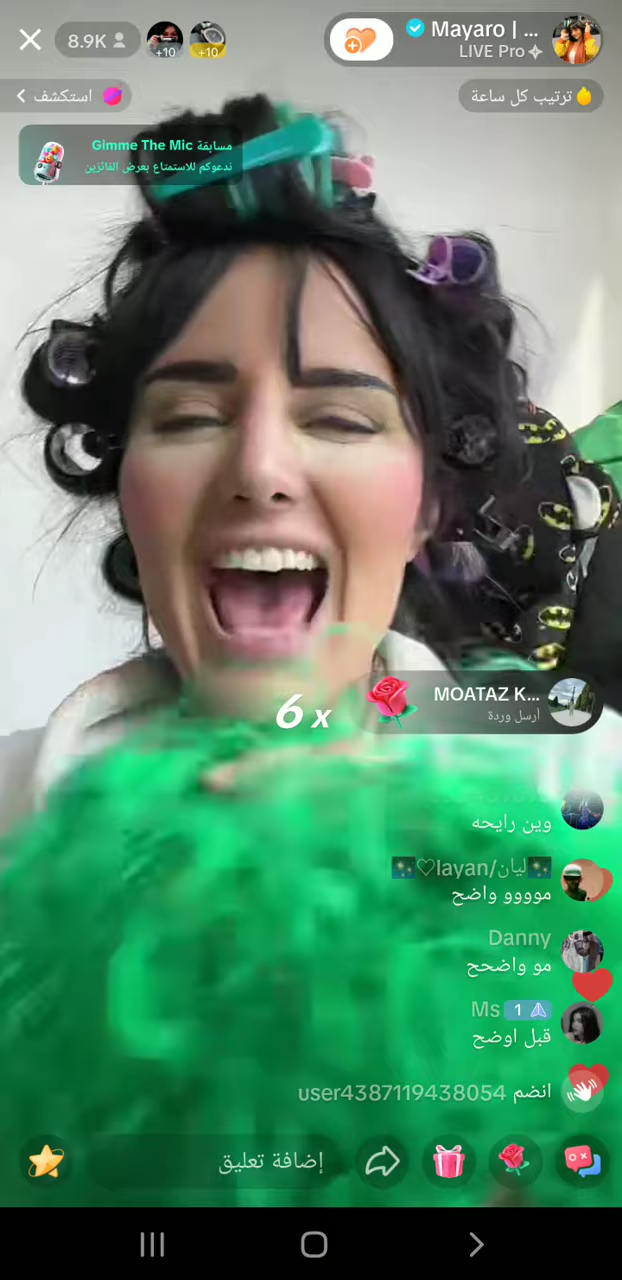 8.9K
+10
+10
Mayaro | ...
LIVE Pro
استكشف
ترتيب كل ساعة
مسابقة Gimme The Mic
ندعوكم للاستمتاع بعرض الفائزين
MOATAZ K...
أرسل وردة
6 x
وين رايحه
ليان/layan♡
موووو واضح
Danny
مو واضحح
Ms 1
قبل اوضح
user4387119438054 انضم
إضافة تعليق